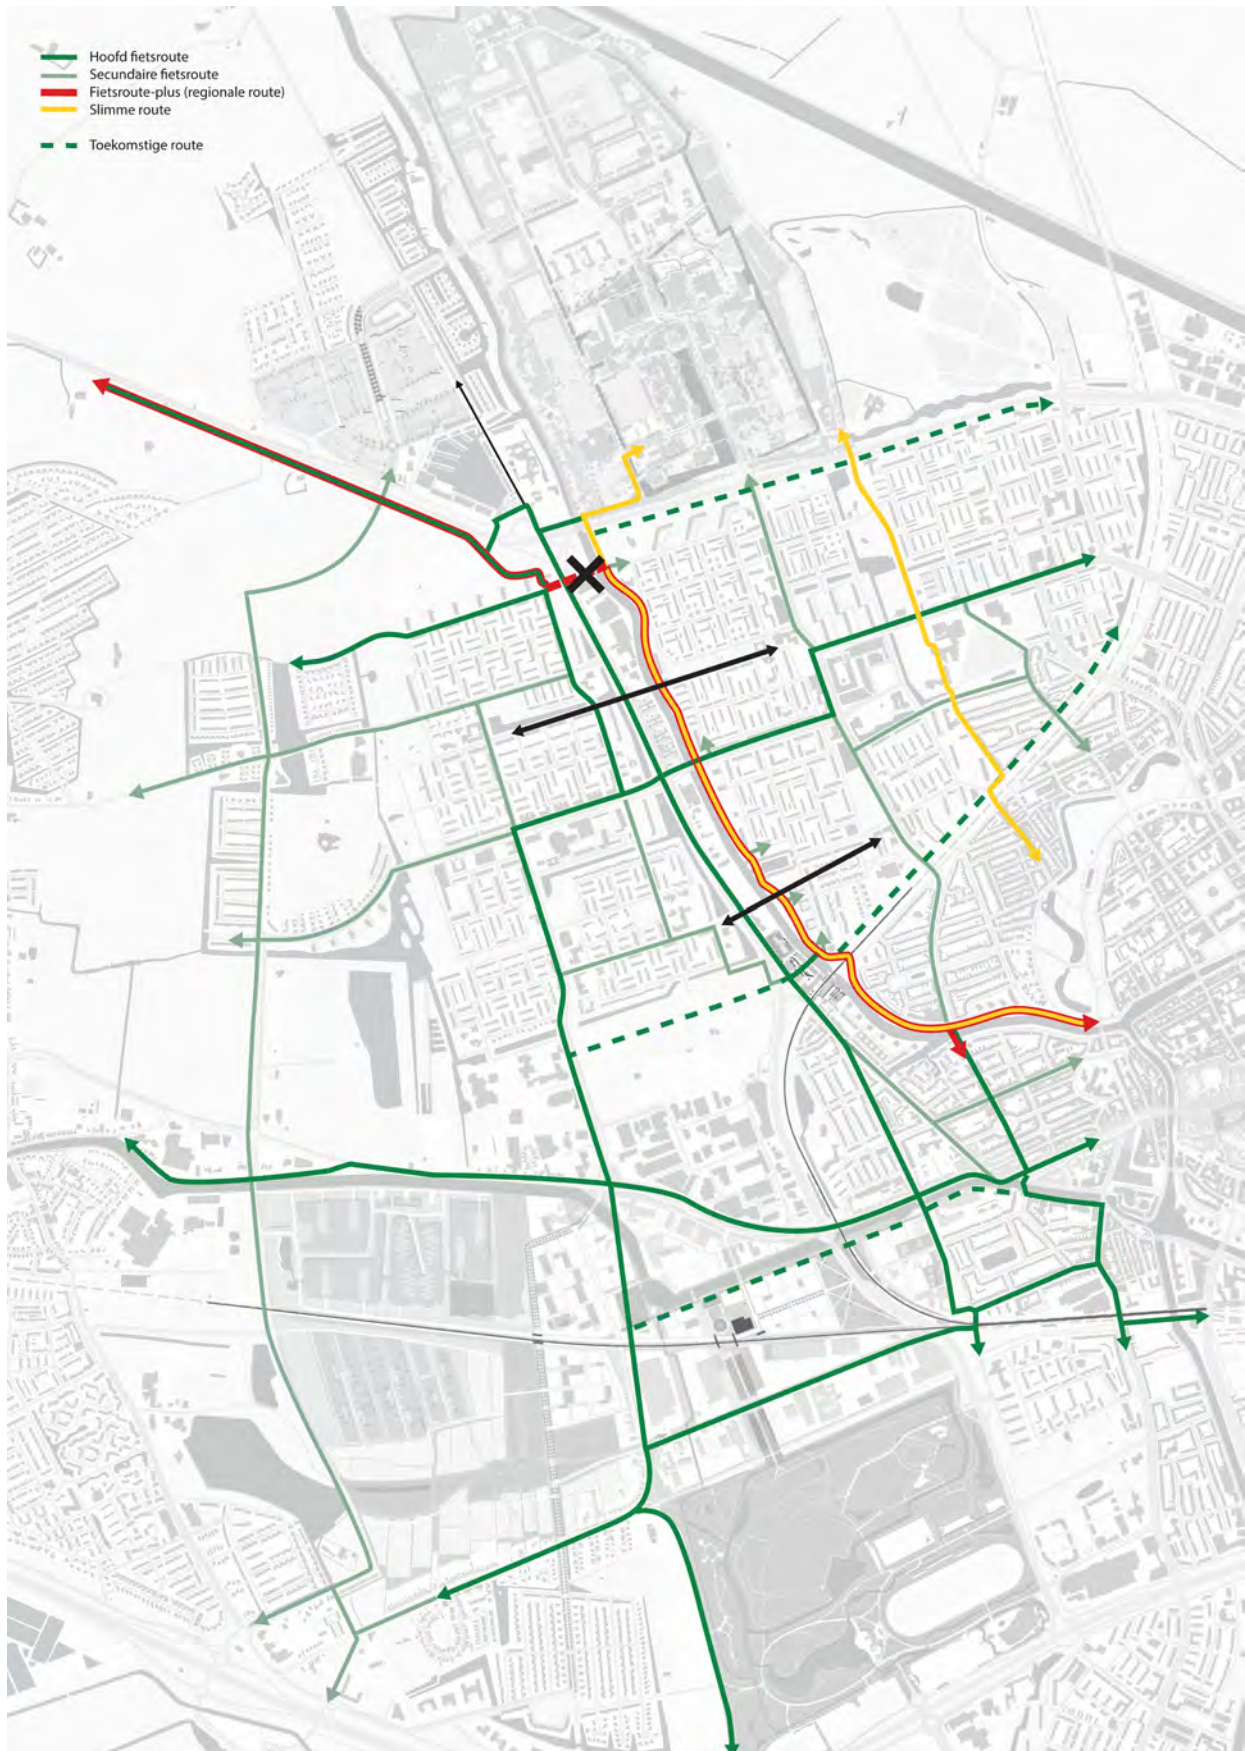 Hoofd fietsroute
Secundaire fietsroute
Fietsroute-plus (regionale route)
Slimme route
Toekomstige route